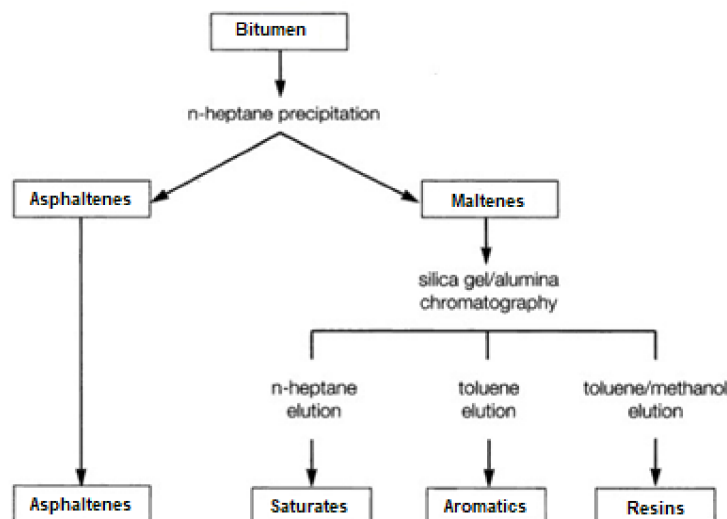 Bitumen
n-heptane precipitation
Asphaltenes
Maltenes
silica gel/alumina
chromatography
n-heptane
elution
toluene
elution
toluene/methanol
elution
Asphaltenes
Saturates
Aromatics
Resins